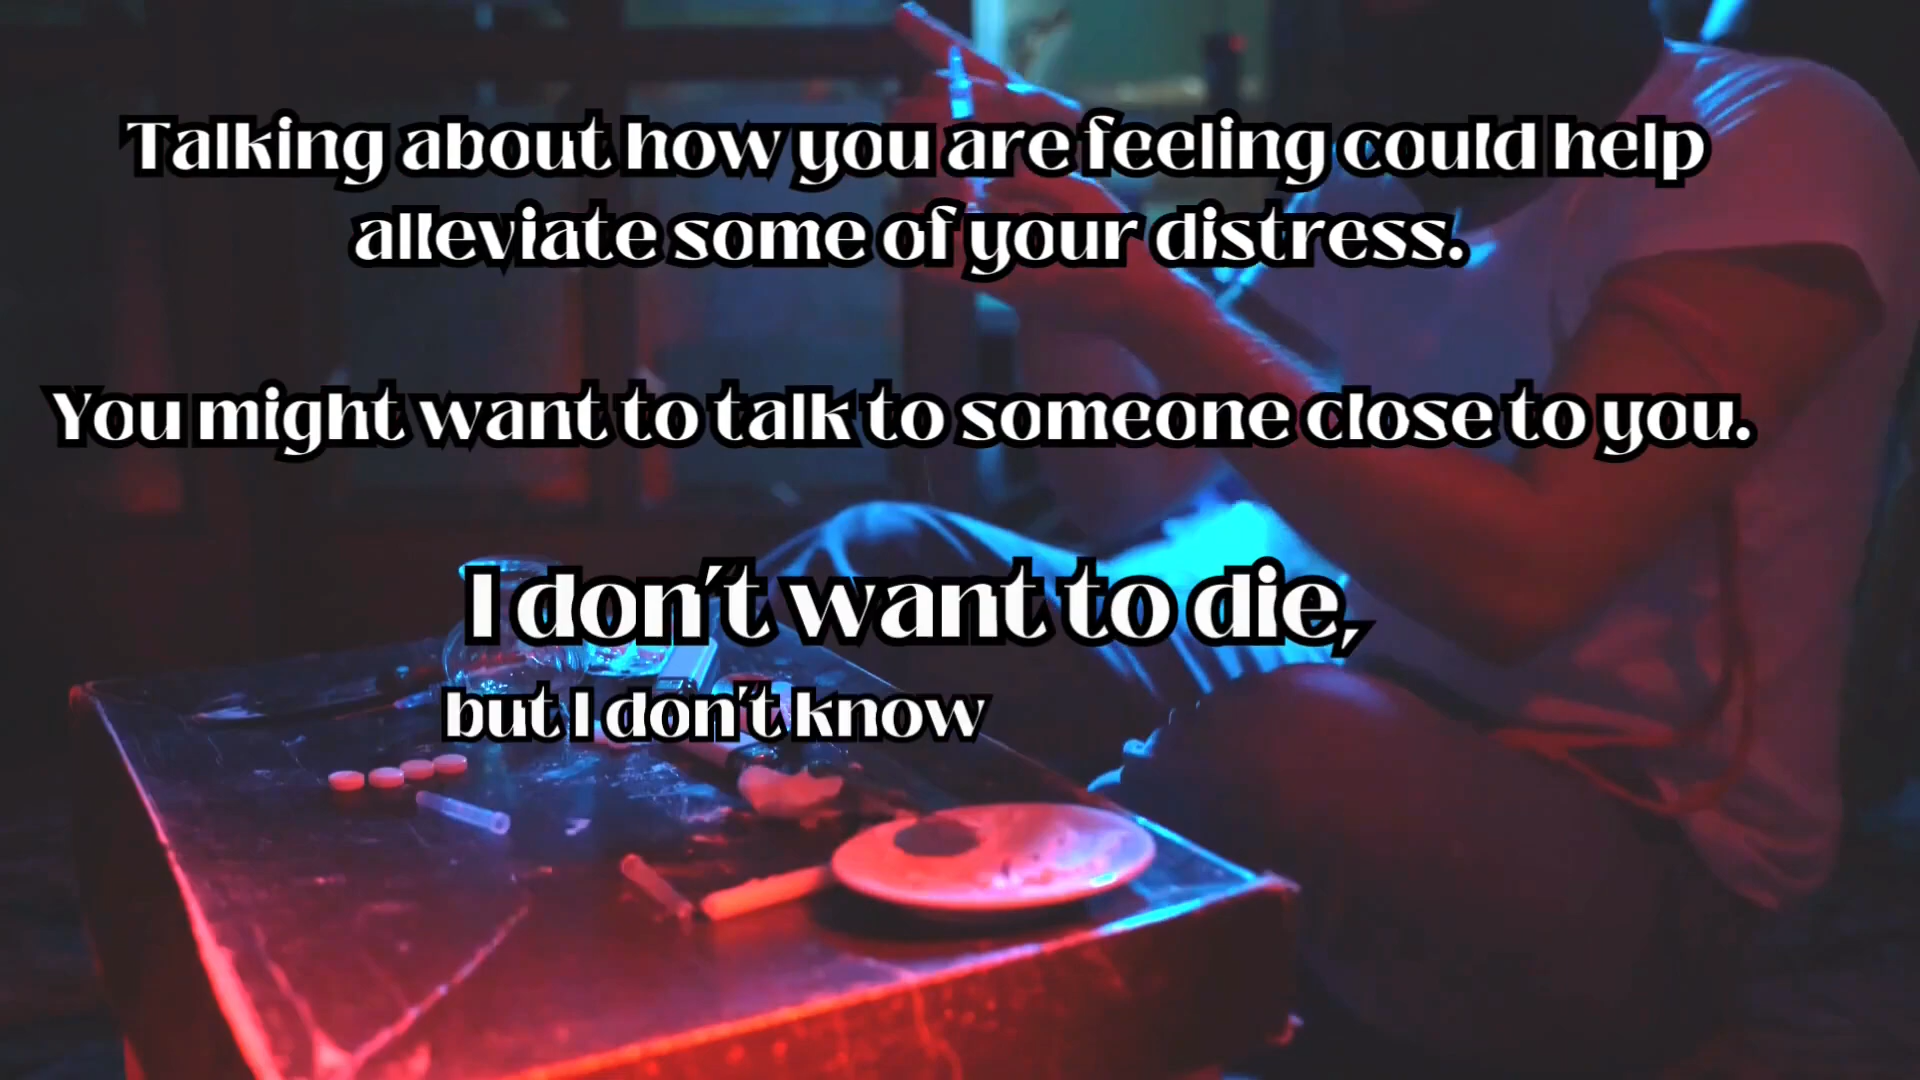 Talking about how you are feeling could help
alleviate some of your distress.
You might want to talk to someone close to you.
I don't want to die,
but I don't know